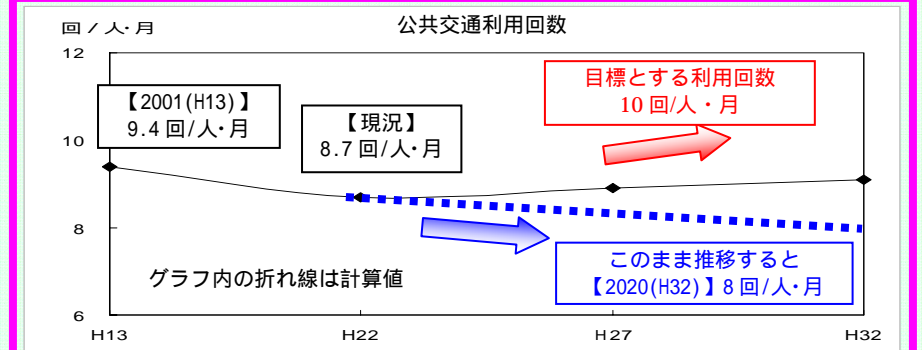 公共交通利用回数
回/人・月
12
10
8
6
【2001(H13)】
9.4回/人・月
【現況】
8.7回/人・月
目標とする利用回数
10回/人・月
このまま推移すると
【2020(H32)】8回/人・月
グラフ内の折れ線は計算値
H13
H22
H27
H32